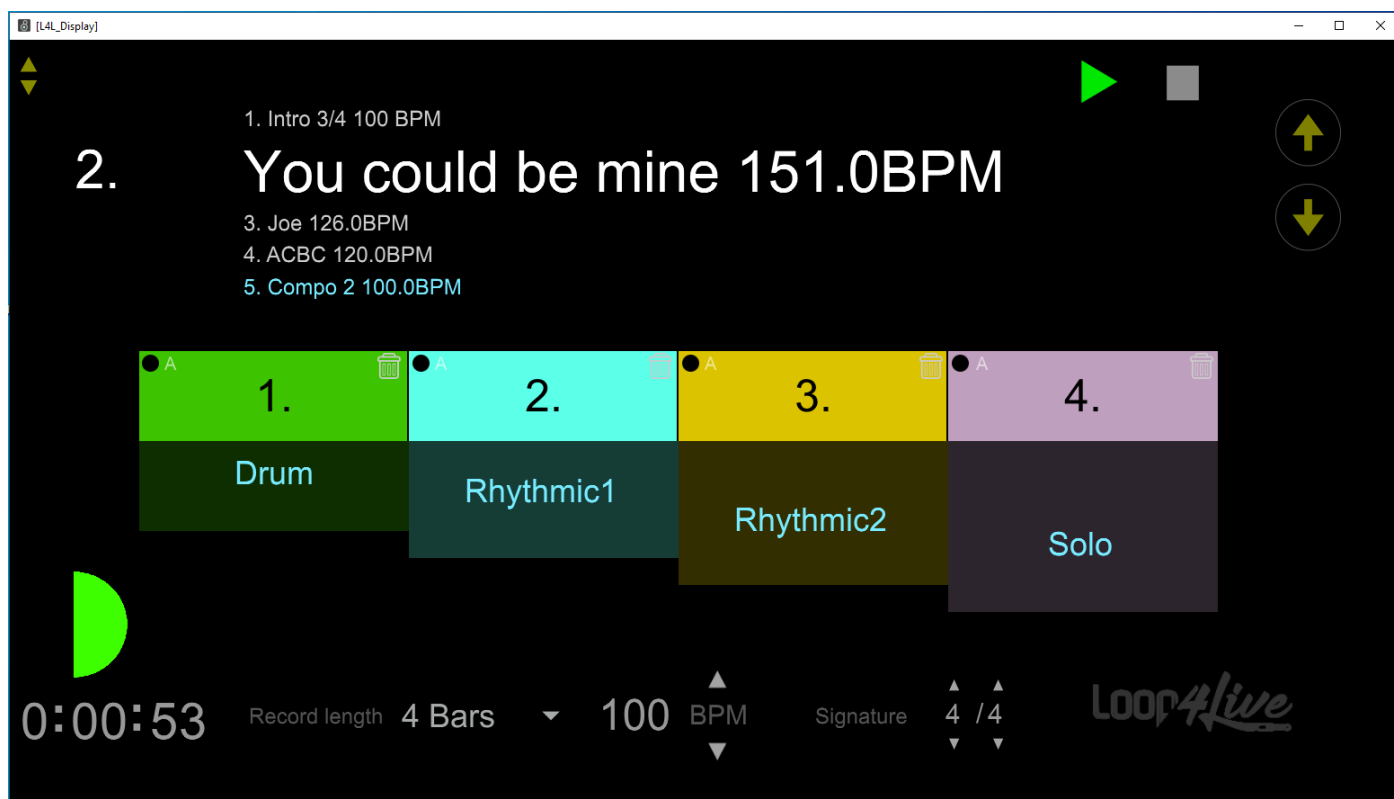 [L4L_Display]
1. Intro 3/4 100 BPM
2. You could be mine 151.0BPM
3. Joe 126.0BPM
4. ACBC 120.0BPM
5. Compo 2 100.0BPM
A 1. A 2. A 3. A 4.
Drum Rhythmic1 Rhythmic2 Solo
0:00:53 Record length 4 Bars 100 BPM Signature 4 / 4 Loop4Live